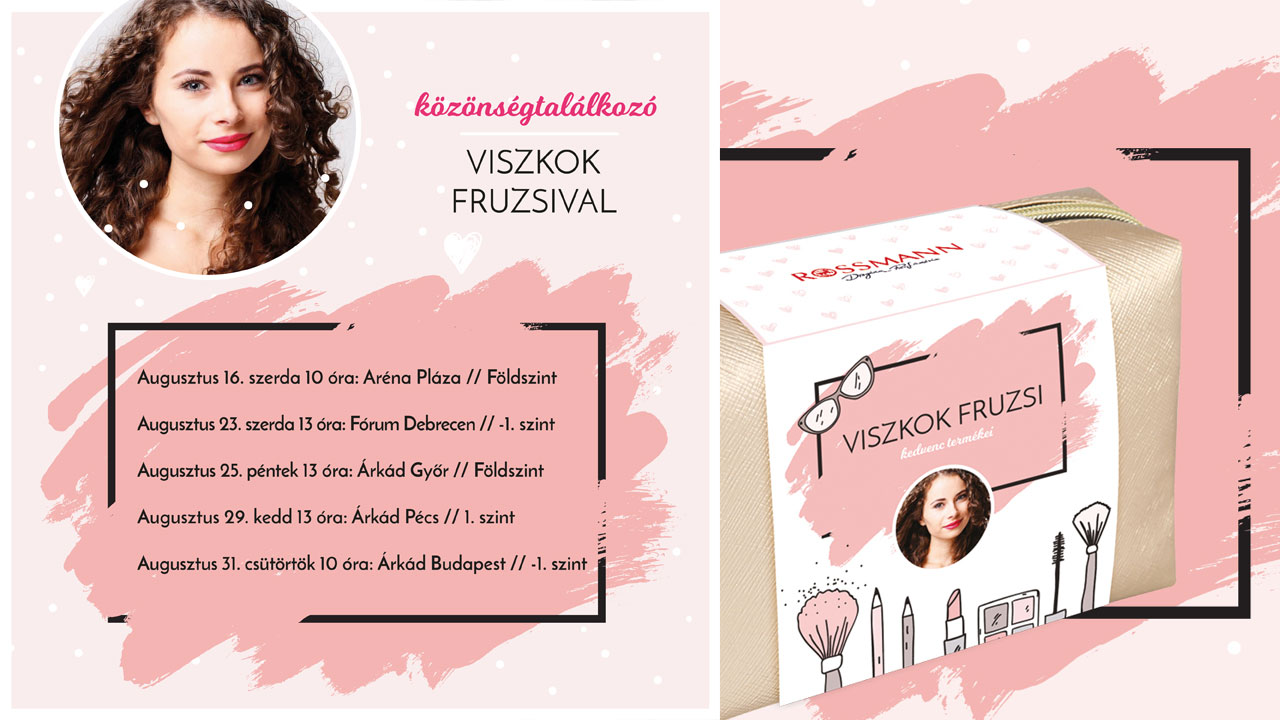 közönségtalálkozó
VISZKOK
FRUZSIVAL
Augusztus 16. szerda 10 óra: Aréna Pláza // Földszint
Augusztus 23. szerda 13 óra: Fórum Debrecen // -1. szint
Augusztus 25. péntek 13 óra: Árkád Győr // Földszint
Augusztus 29. kedd 13 óra: Árkád Pécs // 1. szint
Augusztus 31. csütörtök 10 óra: Árkád Budapest // -1. szint
ROSSMANN
VISZKOK FRUZSI
kedvenc termékei